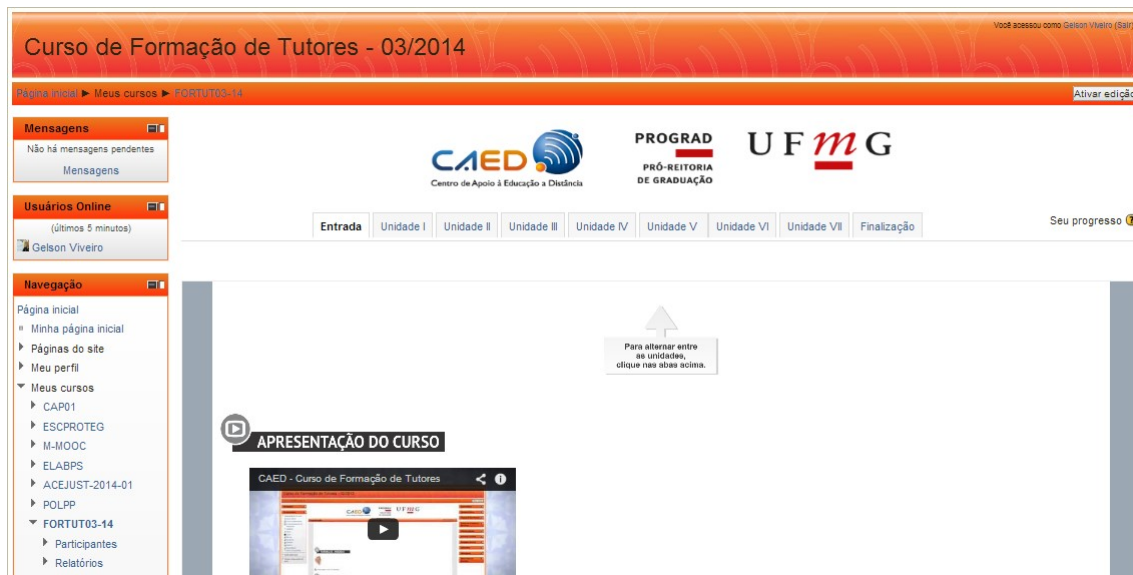 Você acessou como Gelson Viveiro (Sair)
Curso de Formação de Tutores - 03/2014
Página inicial ► Meus cursos ► FORTUT03-14
Ativar edição
Mensagens
Não há mensagens pendentes
Mensagens
Usuários Online
(últimos 5 minutos)
Gelson Viveiro
Navegação
Página inicial
Minha página inicial
Páginas do site
Meu perfil
Meus cursos
CAP01
ESCPROTEG
M-MOOC
ELABPS
ACEJUST-2014-01
POLPP
FORTUT03-14
Participantes
Relatórios
CAED
Centro de Apoio à Educação a Distância
PROGRAD
PRÓ-REITORIA
DE GRADUAÇÃO
UFMG
Entrada Unidade I Unidade II Unidade III Unidade IV Unidade V Unidade VI Unidade VII Finalização
Seu progresso
Para alternar entre
as unidades,
clique nas abas acima.
APRESENTAÇÃO DO CURSO
CAED - Curso de Formação de Tutores